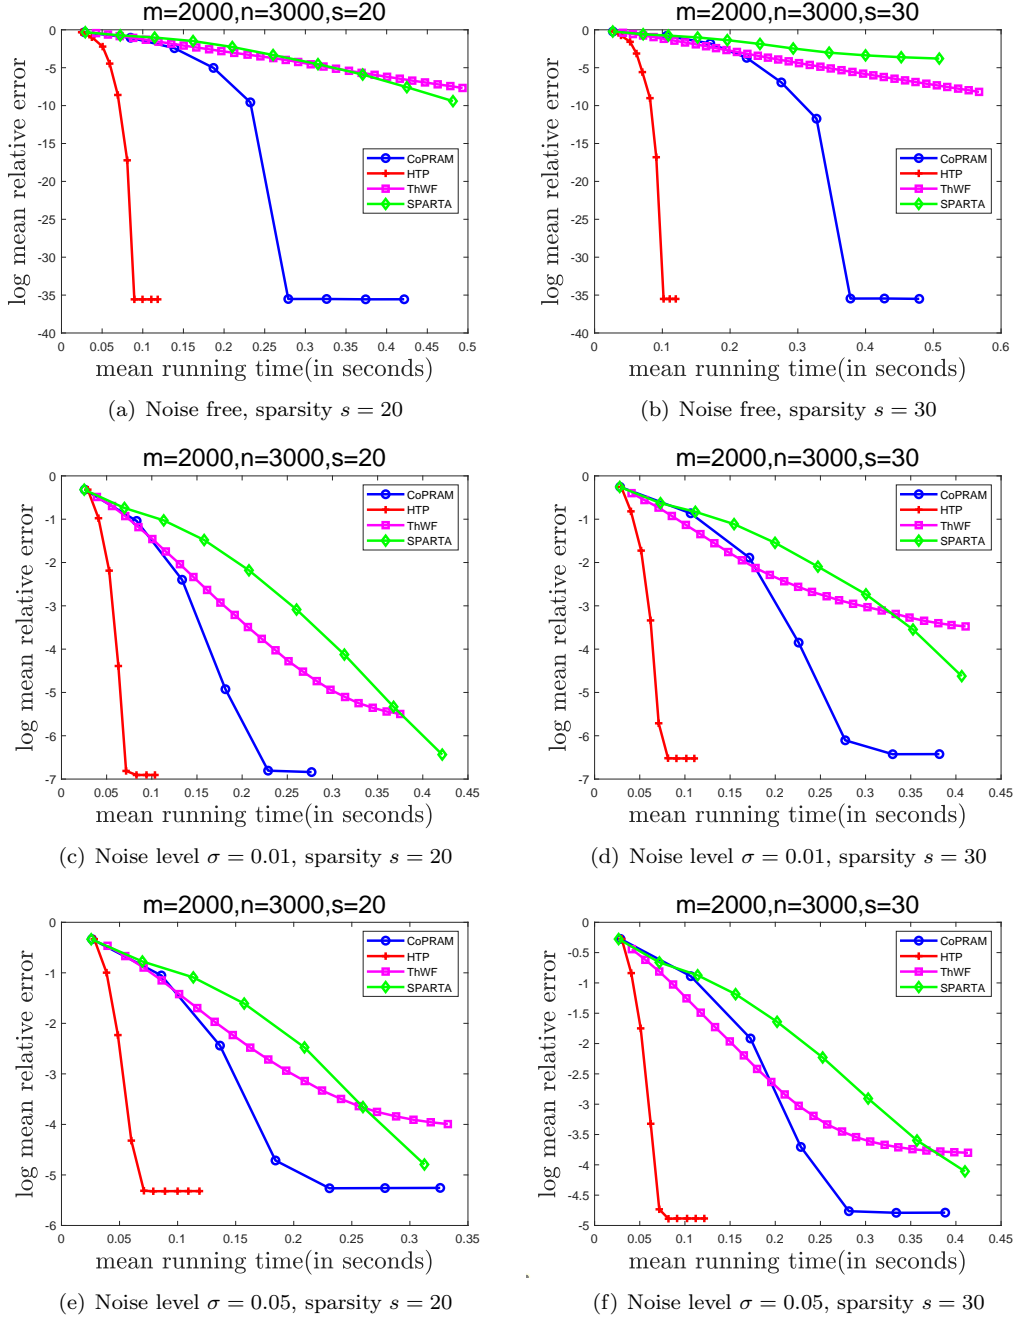 m=2000,n=3000,s=20
log mean relative error
0
-5
-10
-15
-20
-25
-30
-35
-40
CoPRAM
HTP
ThWF
SPARTA
0 0.05 0.1 0.15 0.2 0.25 0.3 0.35 0.4 0.45 0.5
mean running time(in seconds)
(a) Noise free, sparsity s = 20
m=2000,n=3000,s=30
log mean relative error
0
-5
-10
-15
-20
-25
-30
-35
-40
CoPRAM
HTP
ThWF
SPARTA
0 0.1 0.2 0.3 0.4 0.5 0.6
mean running time(in seconds)
(b) Noise free, sparsity s = 30
m=2000,n=3000,s=20
log mean relative error
0
-1
-2
-3
-4
-5
-6
-7
CoPRAM
HTP
ThWF
SPARTA
0 0.05 0.1 0.15 0.2 0.25 0.3 0.35 0.4 0.45
mean running time(in seconds)
(c) Noise level σ = 0.01, sparsity s = 20
m=2000,n=3000,s=30
log mean relative error
0
-1
-2
-3
-4
-5
-6
-7
CoPRAM
HTP
ThWF
SPARTA
0 0.05 0.1 0.15 0.2 0.25 0.3 0.35 0.4 0.45
mean running time(in seconds)
(d) Noise level σ = 0.01, sparsity s = 30
m=2000,n=3000,s=20
log mean relative error
0
-1
-2
-3
-4
-5
-6
CoPRAM
HTP
ThWF
SPARTA
0 0.05 0.1 0.15 0.2 0.25 0.3 0.35
mean running time(in seconds)
(e) Noise level σ = 0.05, sparsity s = 20
m=2000,n=3000,s=30
log mean relative error
0
-0.5
-1
-1.5
-2
-2.5
-3
-3.5
-4
-4.5
-5
CoPRAM
HTP
ThWF
SPARTA
0 0.05 0.1 0.15 0.2 0.25 0.3 0.35 0.4 0.45
mean running time(in seconds)
(f) Noise level σ = 0.05, sparsity s = 30